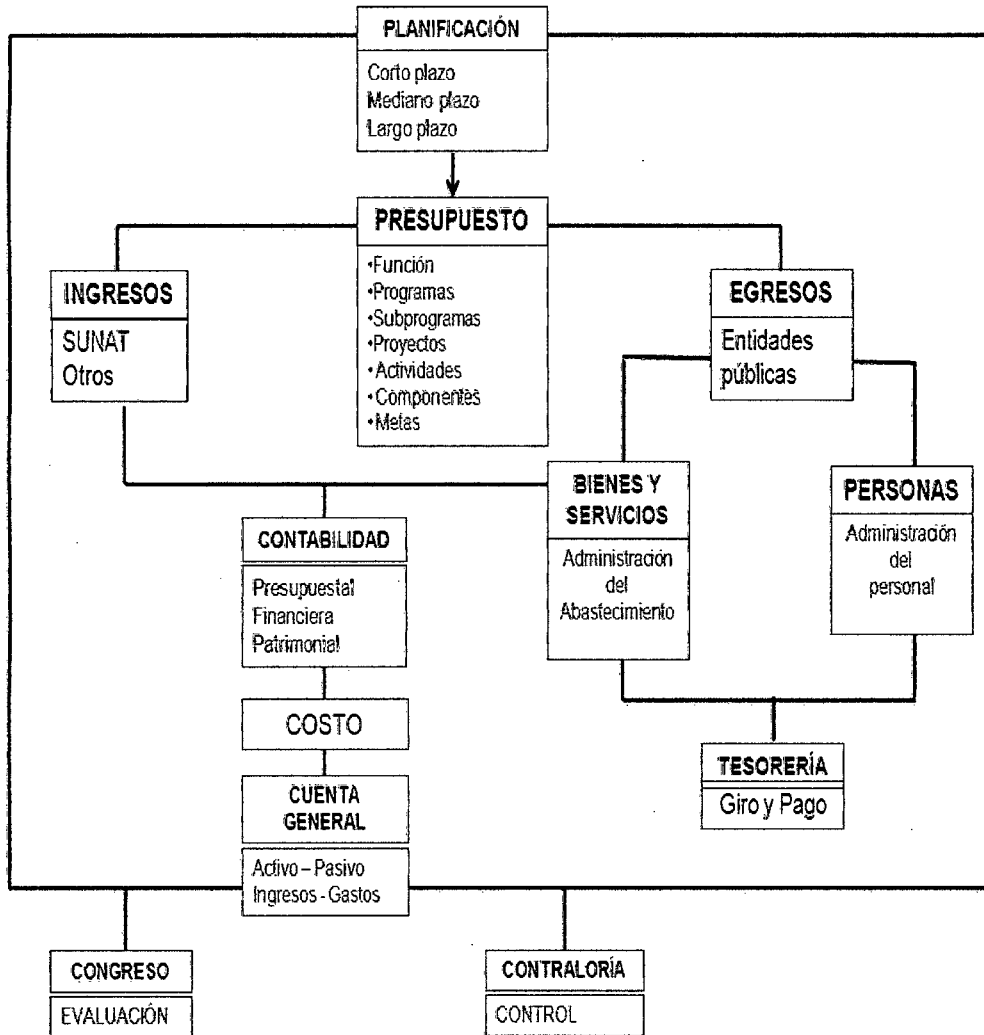 PLANIFICACIÓN
Corto plazo
Mediano plazo
Largo plazo
PRESUPUESTO
•Función
•Programas
•Subprogramas
•Proyectos
•Actividades
•Componentes
•Metas
INGRESOS
SUNAT
Otros
EGRESOS
Entidades
públicas
BIENES Y
SERVICIOS
Administración
del
Abastecimiento
PERSONAS
Administración
del
personal
CONTABILIDAD
Presupuestal
Financiera
Patrimonial
COSTO
CUENTA
GENERAL
Activo – Pasivo
Ingresos - Gastos
TESORERÍA
Giro y Pago
CONGRESO
EVALUACIÓN
CONTRALORÍA
CONTROL